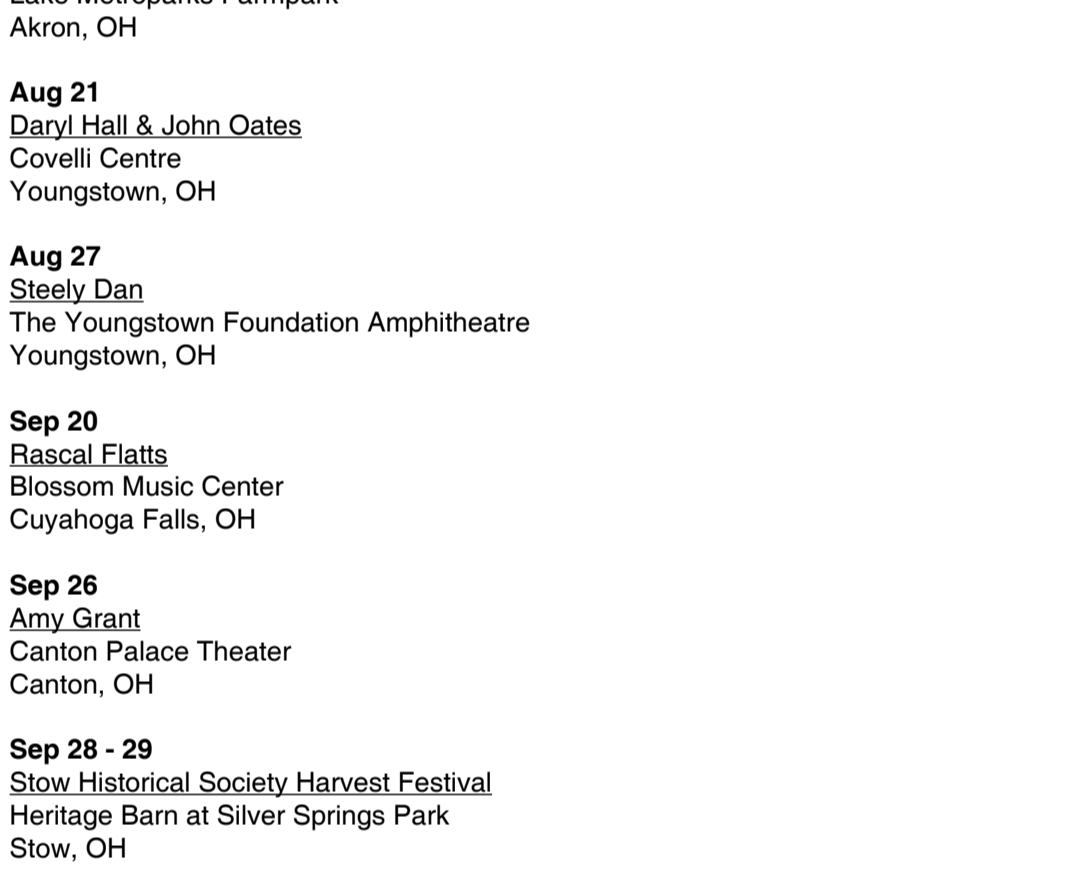 Lake Metroparks Farmpark
Akron, OH
Aug 21
Daryl Hall & John Oates
Covelli Centre
Youngstown, OH
Aug 27
Steely Dan
The Youngstown Foundation Amphitheatre
Youngstown, OH
Sep 20
Rascal Flatts
Blossom Music Center
Cuyahoga Falls, OH
Sep 26
Amy Grant
Canton Palace Theater
Canton, OH
Sep 28 - 29
Stow Historical Society Harvest Festival
Heritage Barn at Silver Springs Park
Stow, OH